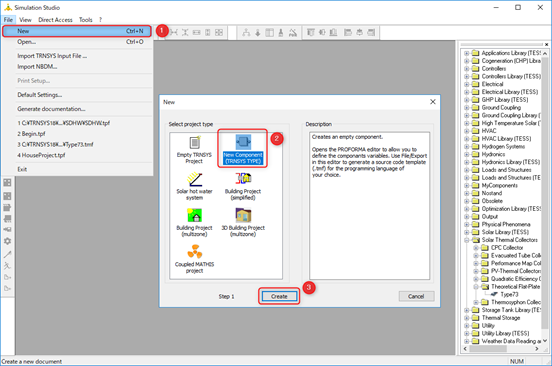 Simulation Studio
File View Direct Access Tools ?
New Ctrl+N
1
Open... Ctrl+O
Import TRNSYS Input File ...
Import NBDM...
Print Setup...
Default Settings...
Generate documentation...
1 C:¥TRNSYS18¥...¥SDHW¥SDHW.tpf
2 Begin.tpf
3 C:¥TRNSYS18¥...¥Type73.tmf
4 HouseProject.tpf
Exit
New
Select project type
Empty TRNSYS
Project
New Component
(TRNSYS TYPE)
2
Solar hot water
system
Building Project
(simplified)
Building Project
(multizone)
3D Building Project
(multizone)
Coupled MATHIS
project
Description
Creates an empty component.
Opens the PROFORMA editor to allow you to
define the components variables. Use File/Export
in this editor to generate a source code template
(.tmf) for the programming language of
your choice.
Step 1
Create
3
Cancel
Applications Library (TESS)
Cogeneration (CHP) Library
Controllers
Controllers Library (TESS)
Electrical
Electrical Library (TESS)
GHP Library (TESS)
Ground Coupling
Ground Coupling Library (TE
High Temperature Solar (TE
HVAC
HVAC Library (TESS)
Hydrogen Systems
Hydronics
Hydronics Library (TESS)
Loads and Structures
Loads and Structures (TESS
MyComponents
Nostand
Obsolete
Optimization Library (TESS)
Output
Physical Phenomena
Solar Library (TESS)
Solar Thermal Collectors
CPC Collector
Evacuated Tube Coll
Performance Map Col
PV-Thermal Collectors
Quadratic Efficiency C
Theoretical Flat-Plate
Type73
Thermosyphon Collect
Storage Tank Library (TESS
Thermal Storage
Utility
Utility Library (TESS)
Weather Data Reading an
Create a new document
NUM